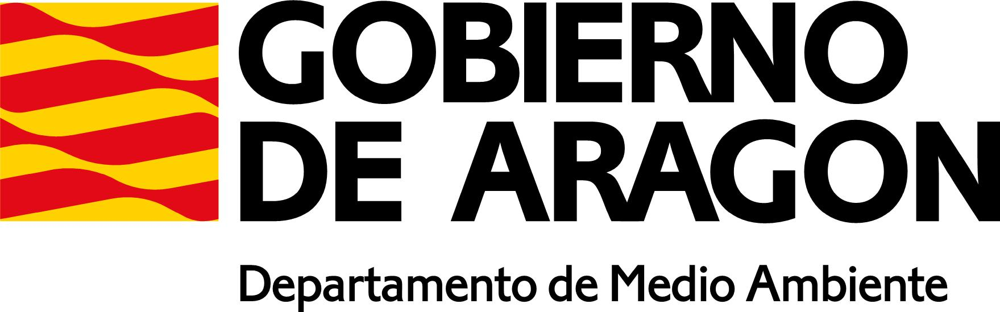 GOBIERNO
DE ARAGON
Departamento de Medio Ambiente